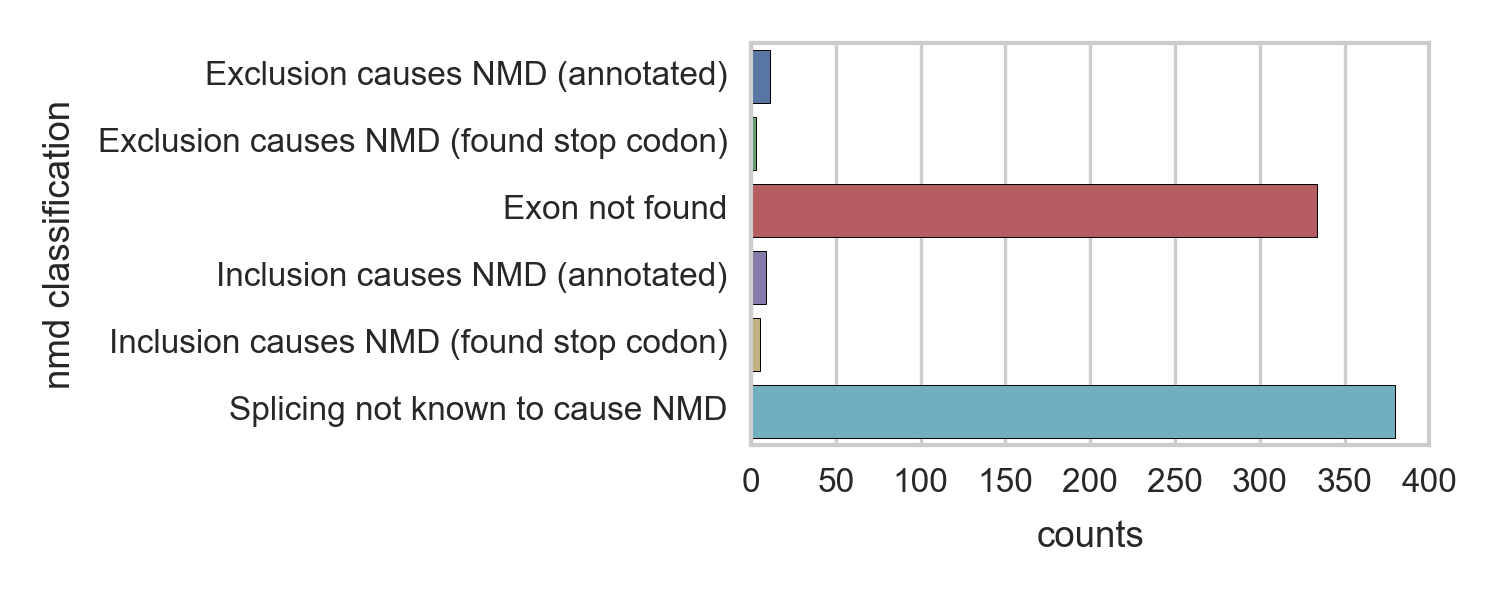 Exclusion causes NMD (annotated)
Exclusion causes NMD (found stop codon)
Exon not found
Inclusion causes NMD (annotated)
Inclusion causes NMD (found stop codon)
Splicing not known to cause NMD
nmd classification
0 50 100 150 200 250 300 350 400
counts